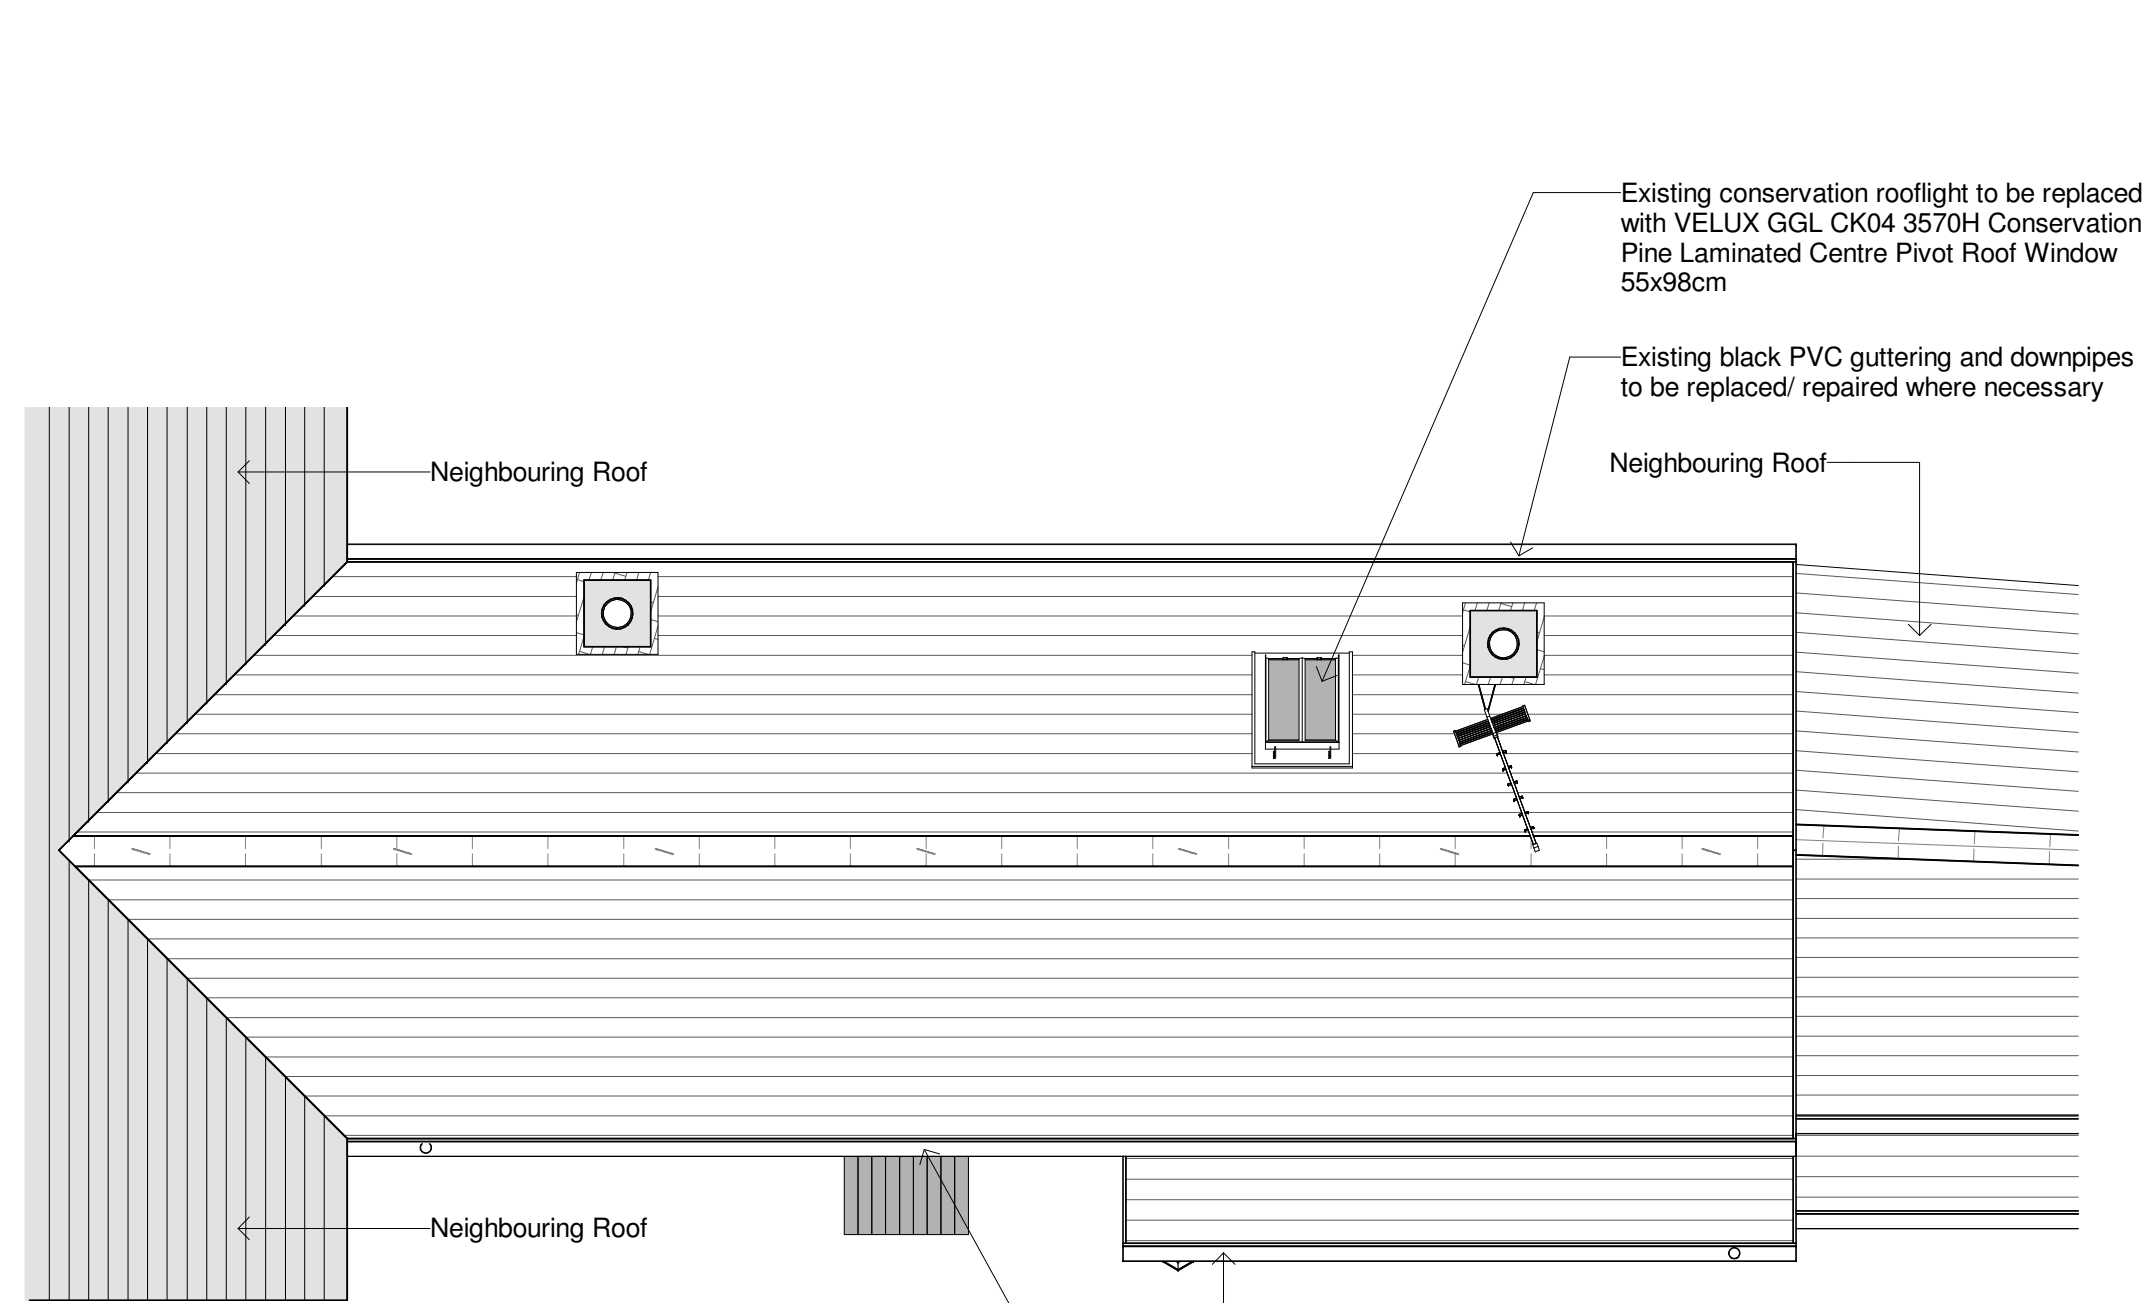 Existing conservation rooflight to be replaced
with VELUX GGL CK04 3570H Conservation
Pine Laminated Centre Pivot Roof Window
55x98cm
Existing black PVC guttering and downpipes
to be replaced/ repaired where necessary
Neighbouring Roof
Neighbouring Roof
Neighbouring Roof